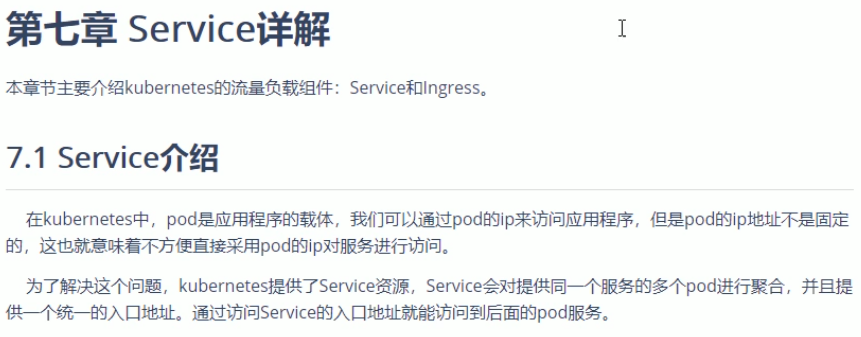 第七章 Service详解
本章节主要介绍kubernetes的流量负载组件：Service和Ingress。
7.1 Service介绍
在kubernetes中，pod是应用程序的载体，我们可以通过pod的ip来访问应用程序，但是pod的ip地址不是固定
的，这也就意味着不方便直接采用pod的ip对服务进行访问。
为了解决这个问题，kubernetes提供了Service资源，Service会对提供同一个服务的多个pod进行聚合，并且提
供一个统一的入口地址。通过访问Service的入口地址就能访问到后面的pod服务。